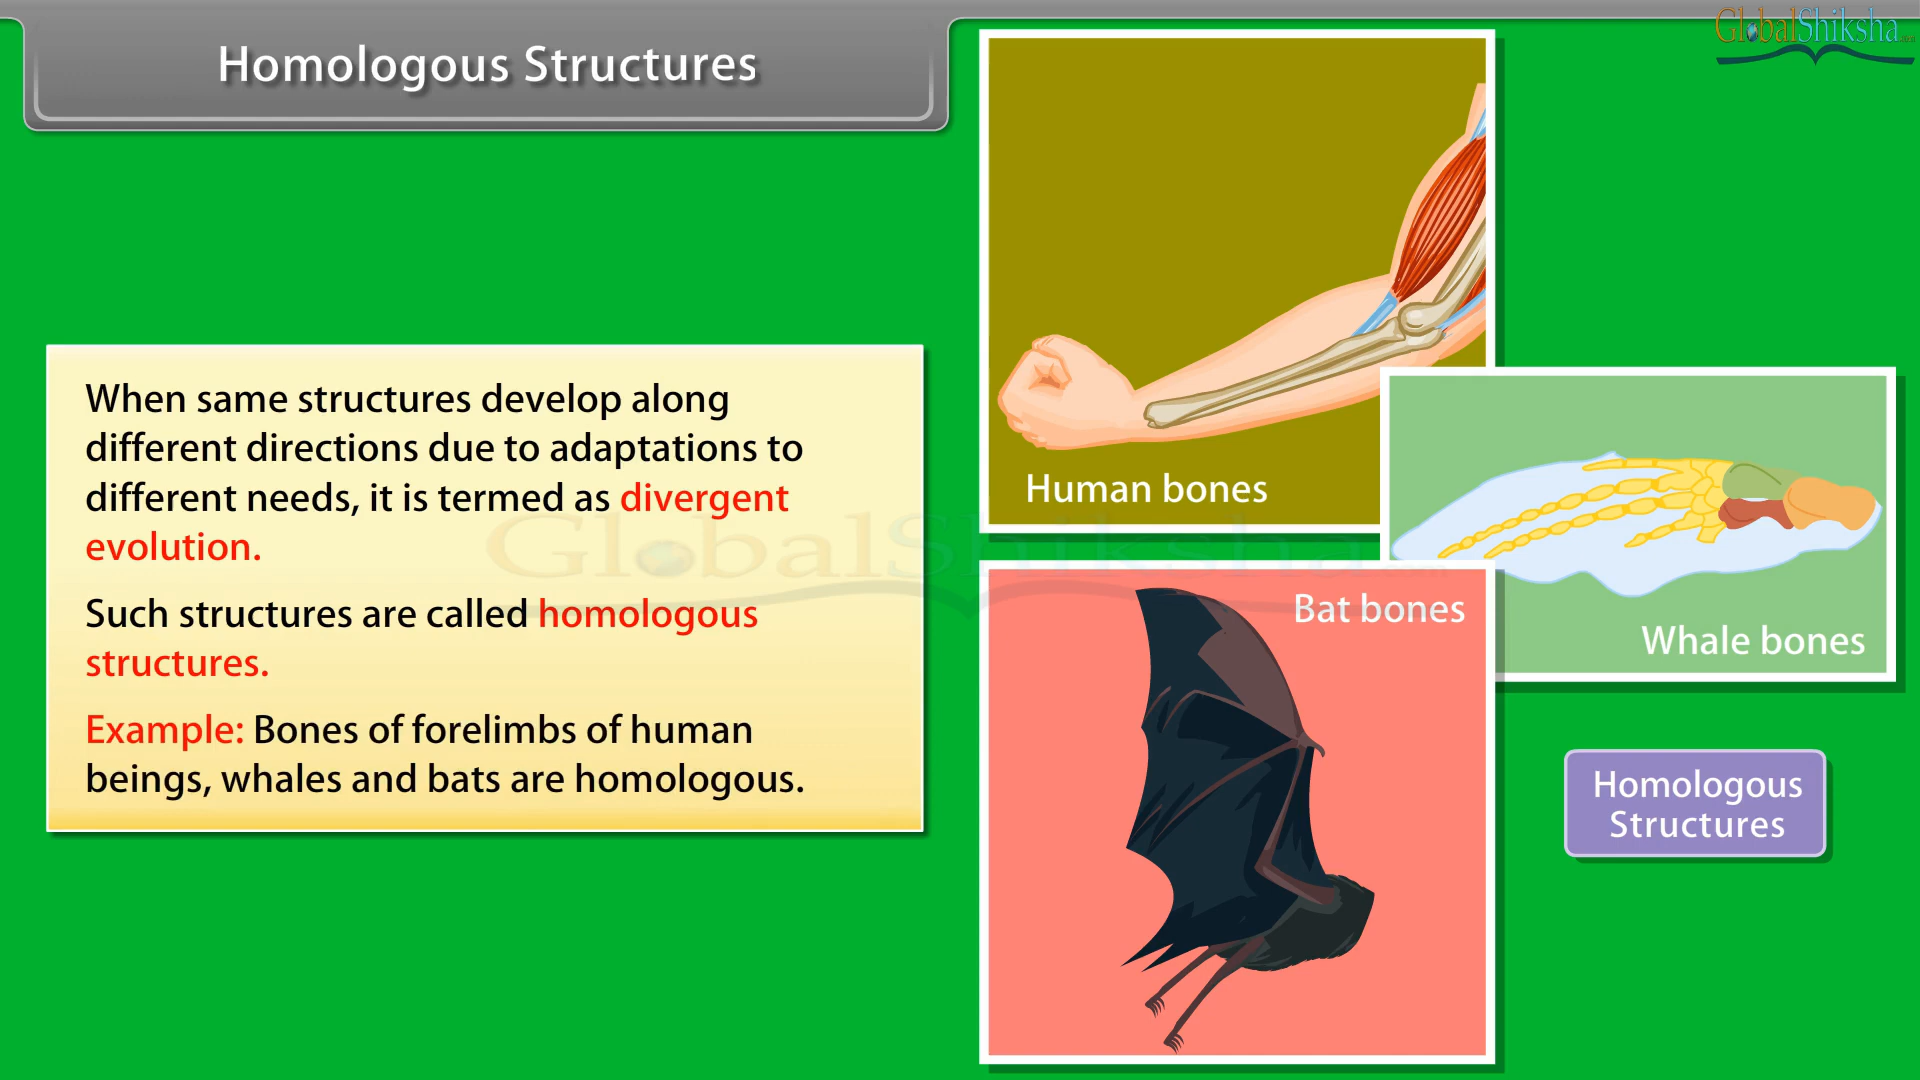 Homologous Structures
GlobalShiksha
When same structures develop along
different directions due to adaptations to
different needs, it is termed as divergent
evolution.
Such structures are called homologous
structures.
Example: Bones of forelimbs of human
beings, whales and bats are homologous.
Human bones
GlobalShiksha
Bat bones
Whale bones
Homologous
Structures